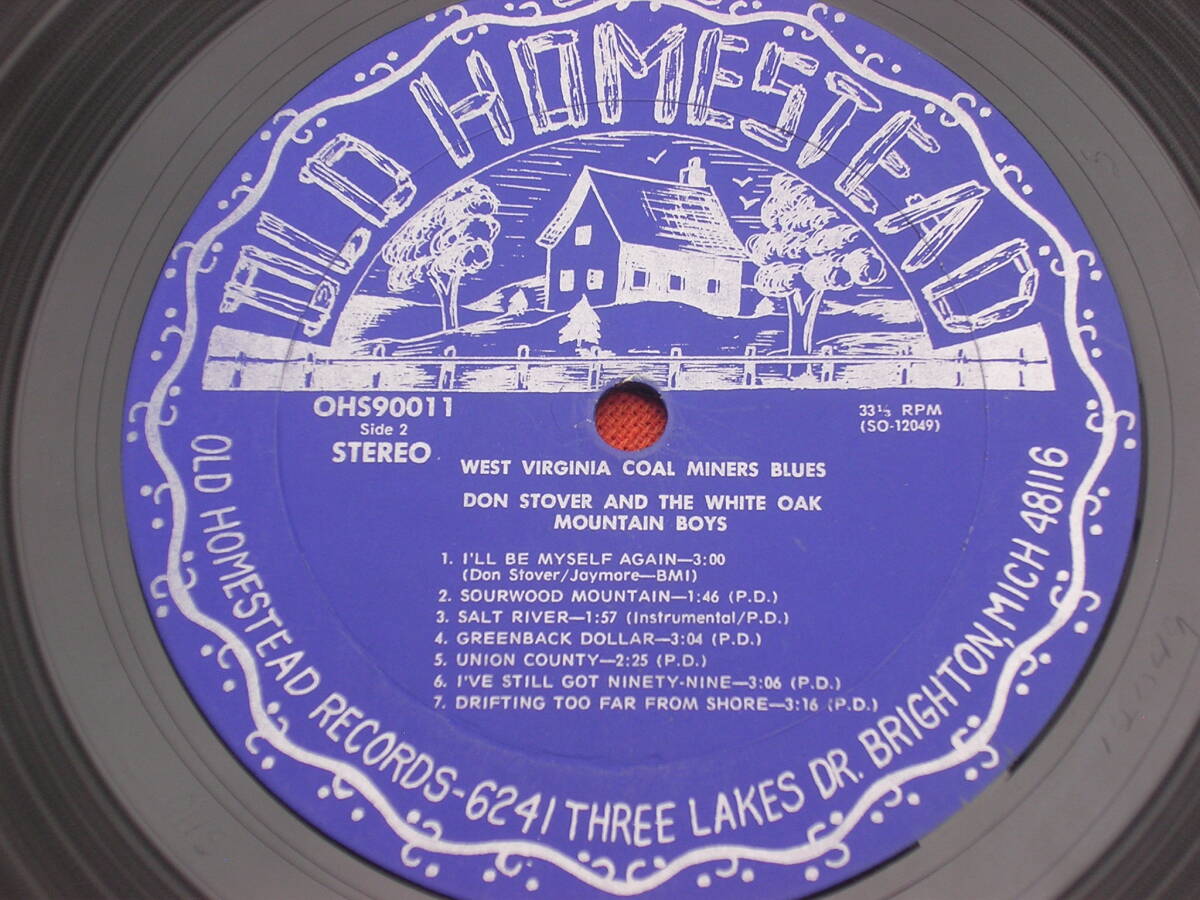 OLD HOMESTEAD
OHS90011
Side 2
STEREO
33⅓ RPM
(SO-12049)
WEST VIRGINIA COAL MINERS BLUES
DON STOVER AND THE WHITE OAK
MOUNTAIN BOYS
1. I'LL BE MYSELF AGAIN—3:00
(Don Stover/Jaymore—BMI)
2. SOURWOOD MOUNTAIN—1:46 (P.D.)
3. SALT RIVER—1:57 (Instrumental/P.D.)
4. GREENBACK DOLLAR—3:04 (P.D.)
5. UNION COUNTY—2:25 (P.D.)
6. I'VE STILL GOT NINETY-NINE—3:06 (P.D.)
7. DRIFTING TOO FAR FROM SHORE—3:16 (P.D.)
OLD HOMESTEAD RECORDS-6241 THREE LAKES DR. BRIGHTON, MICH 48116